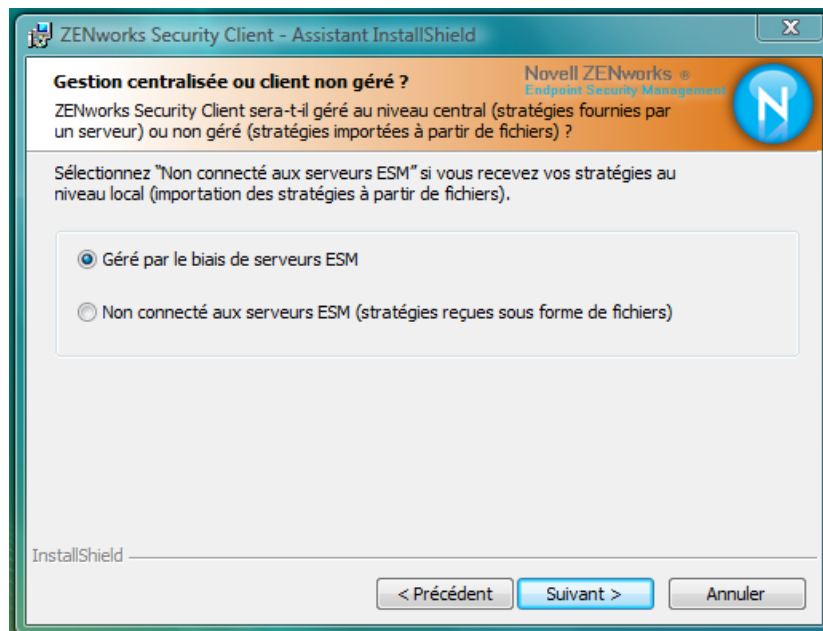 ZENworks Security Client - Assistant InstallShield
Gestion centralisée ou client non géré ?
Novell ZENworks ®
Endpoint Security Management
ZENworks Security Client sera-t-il géré au niveau central (stratégies fournies par
un serveur) ou non géré (stratégies importées à partir de fichiers) ?
N
Sélectionnez "Non connecté aux serveurs ESM" si vous recevez vos stratégies au
niveau local (importation des stratégies à partir de fichiers).
Géré par le biais de serveurs ESM
Non connecté aux serveurs ESM (stratégies reçues sous forme de fichiers)
InstallShield
< Précédent
Suivant >
Annuler